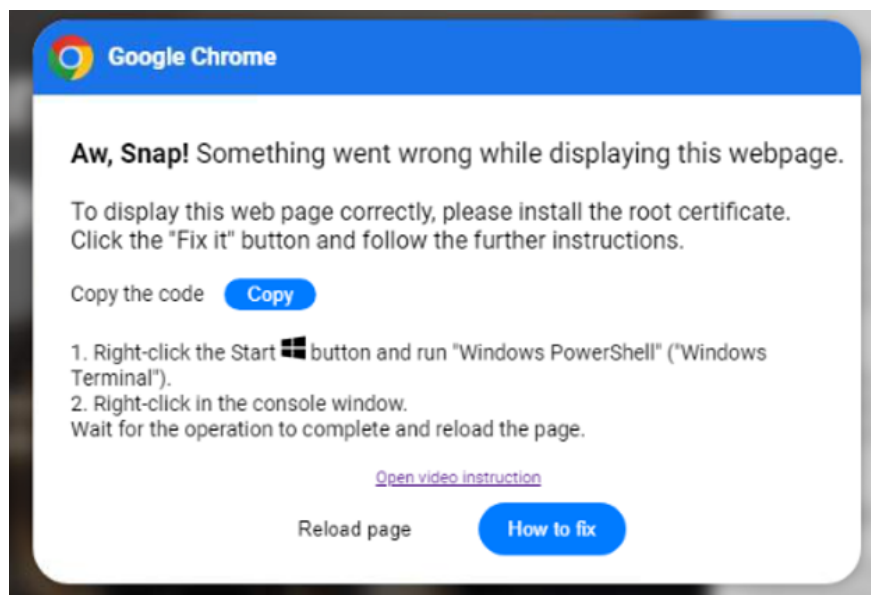 Google Chrome
Aw, Snap! Something went wrong while displaying this webpage.
To display this web page correctly, please install the root certificate.
Click the "Fix it" button and follow the further instructions.
Copy the code Copy
1. Right-click the Start button and run "Windows PowerShell" ("Windows
Terminal").
2. Right-click in the console window.
Wait for the operation to complete and reload the page.
Open video instruction
Reload page How to fix